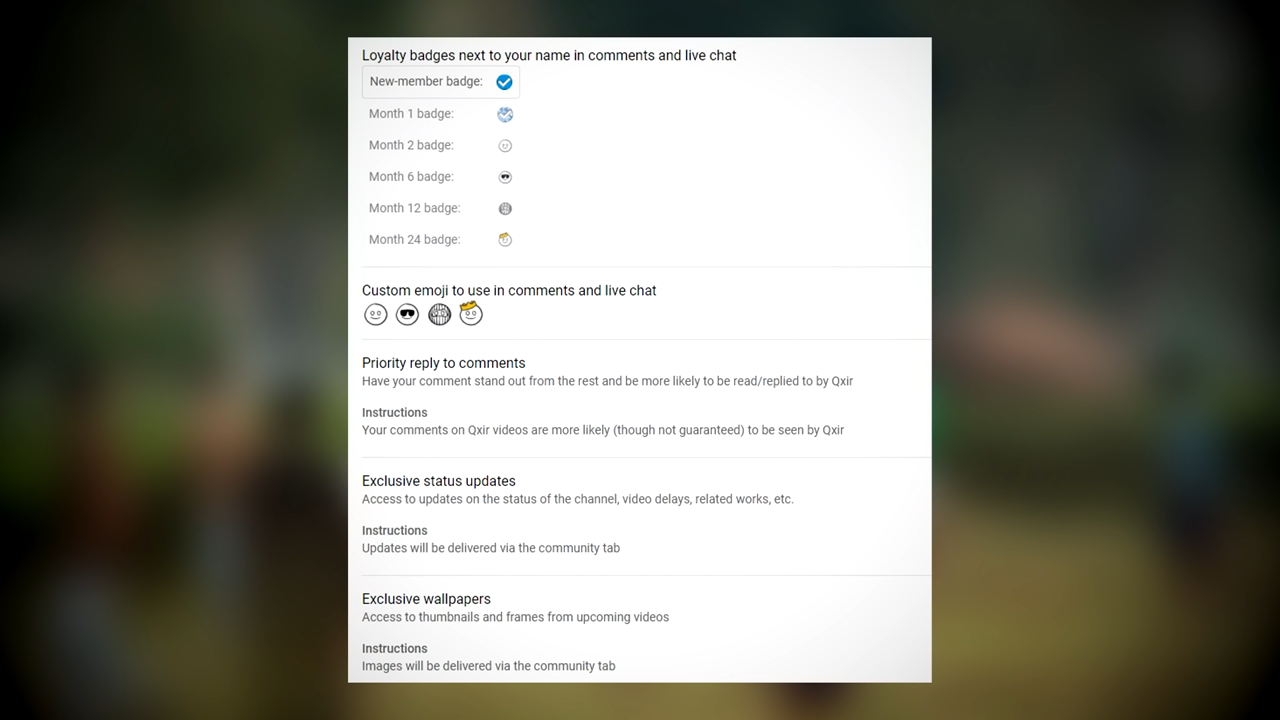 Loyalty badges next to your name in comments and live chat
New-member badge:
Month 1 badge:
Month 2 badge:
Month 6 badge:
Month 12 badge:
Month 24 badge:
Custom emoji to use in comments and live chat
Priority reply to comments
Have your comment stand out from the rest and be more likely to be read/replied to by Qxir
Instructions
Your comments on Qxir videos are more likely (though not guaranteed) to be seen by Qxir
Exclusive status updates
Access to updates on the status of the channel, video delays, related works, etc.
Instructions
Updates will be delivered via the community tab
Exclusive wallpapers
Access to thumbnails and frames from upcoming videos
Instructions
Images will be delivered via the community tab